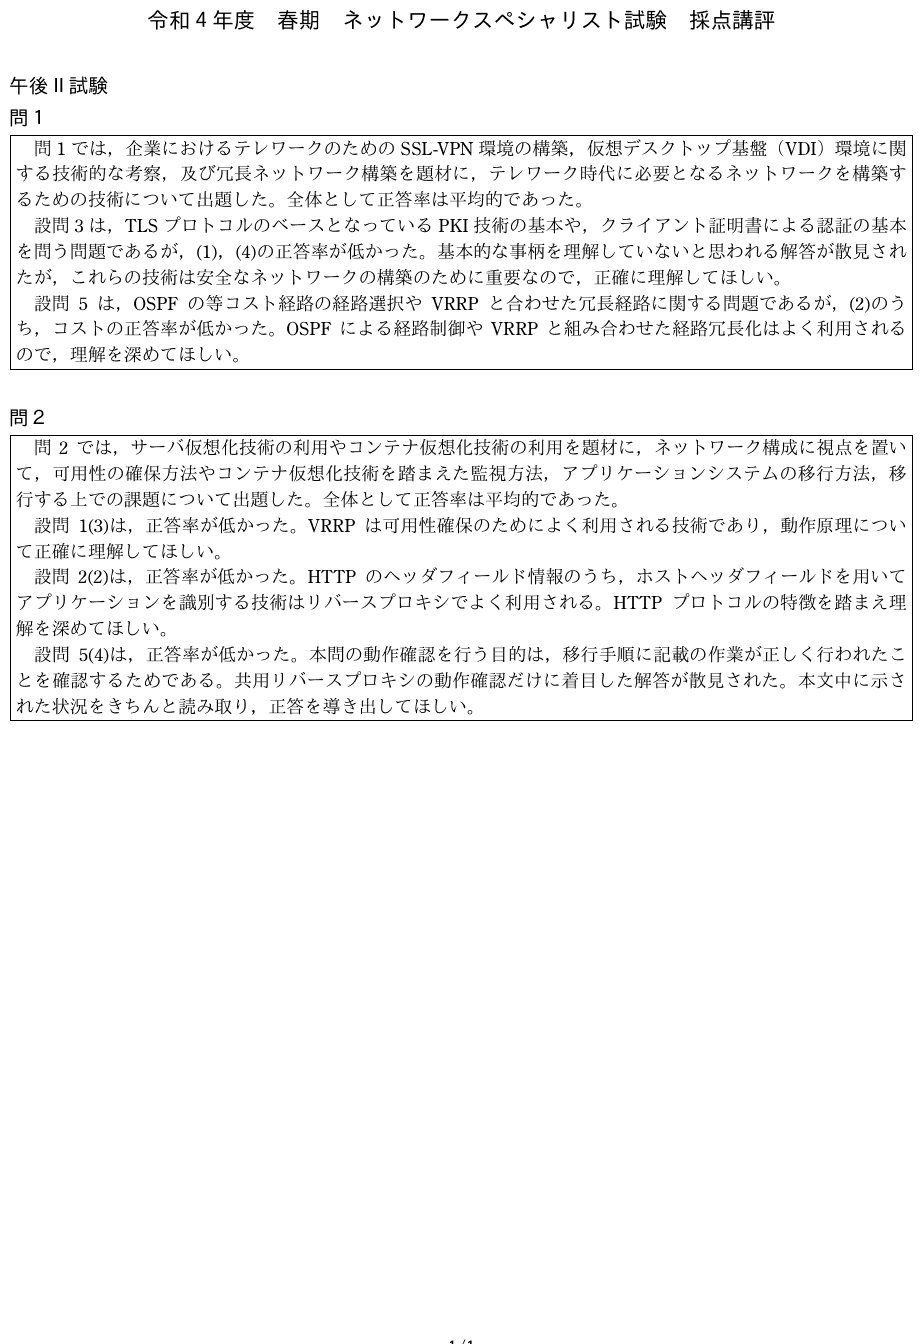 令和４年度　春期　ネットワークスペシャリスト試験　採点講評
午後Ⅱ試験
問１
問１では，企業におけるテレワークのための SSL-VPN 環境の構築，仮想デスクトップ基盤（VDI）環境に関
する技術的な考察，及び冗長ネットワーク構築を題材に，テレワーク時代に必要となるネットワークを構築す
るための技術について出題した。全体として正答率は平均的であった。
設問３は，TLS プロトコルのベースとなっている PKI 技術の基本や，クライアント証明書による認証の基本
を問う問題であるが，(1)，(4)の正答率が低かった。基本的な事柄を理解していないと思われる解答が散見され
たが，これらの技術は安全なネットワークの構築のために重要なので，正確に理解してほしい。
設問 5 は，OSPF の等コスト経路の経路選択や VRRP と合わせた冗長経路に関する問題であるが，(2)のう
ち，コストの正答率が低かった。OSPF による経路制御や VRRP と組み合わせた経路冗長化はよく利用される
ので，理解を深めてほしい。
問２
問 2 では，サーバ仮想化技術の利用やコンテナ仮想化技術の利用を題材に，ネットワーク構成に視点を置い
て，可用性の確保方法やコンテナ仮想化技術を踏まえた監視方法，アプリケーションシステムの移行方法，移
行する上での課題について出題した。全体として正答率は平均的であった。
設問 1(3)は，正答率が低かった。VRRP は可用性確保のためによく利用される技術であり，動作原理につい
て正確に理解してほしい。
設問 2(2)は，正答率が低かった。HTTP のヘッダフィールド情報のうち，ホストヘッダフィールドを用いて
アプリケーションを識別する技術はリバースプロキシでよく利用される。HTTP プロトコルの特徴を踏まえ理
解を深めてほしい。
設問 5(4)は，正答率が低かった。本問の動作確認を行う目的は，移行手順に記載の作業が正しく行われたこ
とを確認するためである。共用リバースプロキシの動作確認だけに着目した解答が散見された。本文中に示さ
れた状況をきちんと読み取り，正答を導き出してほしい。
1/1